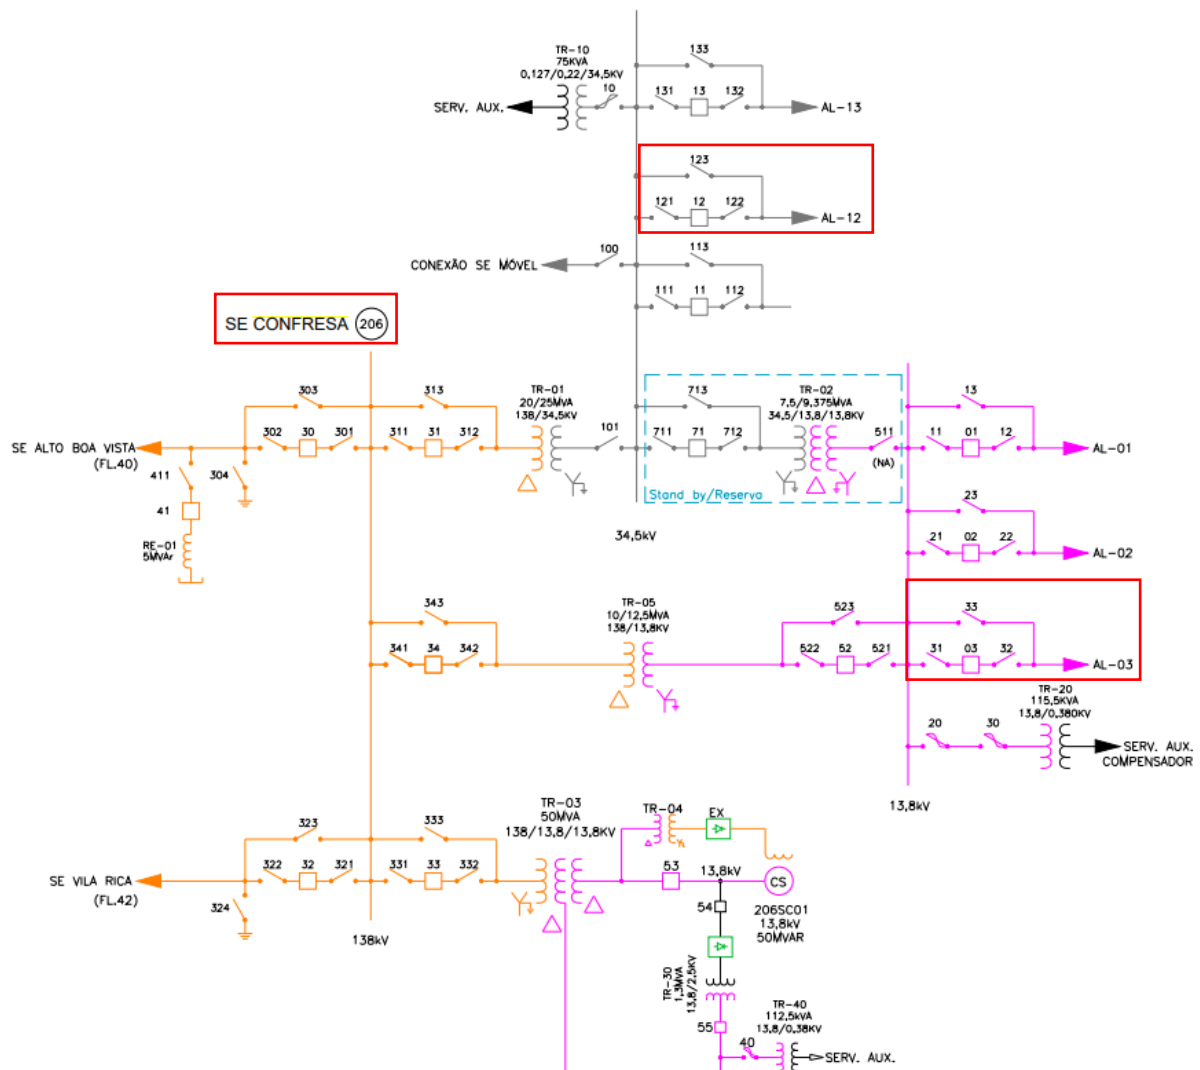 TR-10
75KVA
0,127/0,22/34,5KV
10
SERV. AUX.
133
131
13
132
AL-13
123
121
12
122
AL-12
CONEXÃO SE MÓVEL
100
113
111
11
112
SE CONFRESA 206
303
302
30
301
313
311
31
312
TR-01
20/25MVA
138/34,5KV
101
713
711
71
712
TR-02
7,5/9,375MVA
34,5/13,8/13,8KV
511
(NA)
Stand by/Reserva
13
11
01
12
AL-01
SE ALTO BOA VISTA
(FL.40)
411
304
41
RE-01
5MVAr
34,5kV
23
21
02
22
AL-02
343
341
34
342
TR-05
10/12,5MVA
138/13,8KV
523
522
52
521
33
31
03
32
AL-03
TR-20
115,5KVA
13,8/0,380KV
20
30
SERV. AUX.
COMPENSADOR
13,8kV
323
322
32
321
333
331
33
332
SE VILA RICA
(FL.42)
324
138kV
TR-03
50MVA
138/13,8/13,8KV
TR-04
EX
53
13,8kV
CS
206SC01
13,8kV
50MVAR
54
TR-30
1,3MVA
13,8/2,5KV
55
40
TR-40
112,5kVA
13,8/0,38KV
SERV. AUX.